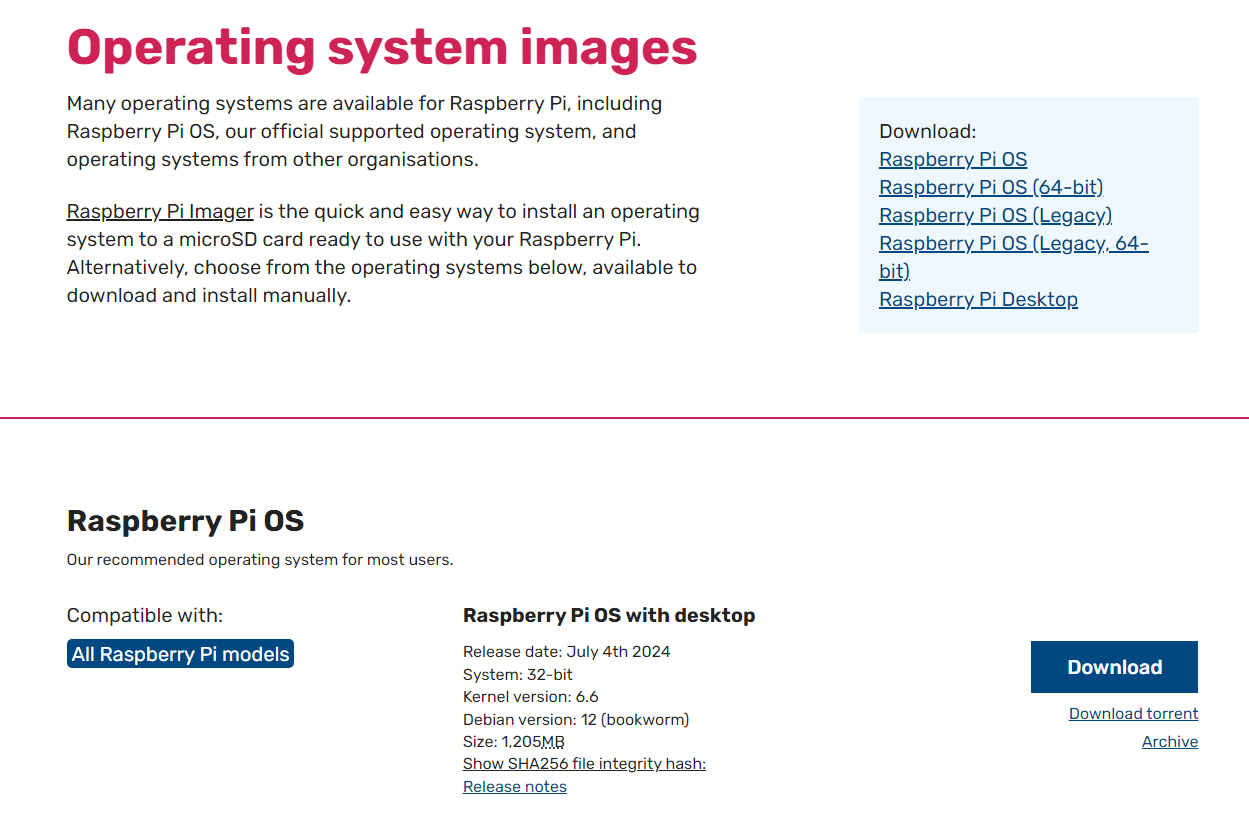 Operating system images
Many operating systems are available for Raspberry Pi, including
Raspberry Pi OS, our official supported operating system, and
operating systems from other organisations.
Raspberry Pi Imager is the quick and easy way to install an operating
system to a microSD card ready to use with your Raspberry Pi.
Alternatively, choose from the operating systems below, available to
download and install manually.
Download:
Raspberry Pi OS
Raspberry Pi OS (64-bit)
Raspberry Pi OS (Legacy)
Raspberry Pi OS (Legacy, 64-
bit)
Raspberry Pi Desktop
Raspberry Pi OS
Our recommended operating system for most users.
Compatible with:
All Raspberry Pi models
Raspberry Pi OS with desktop
Release date: July 4th 2024
System: 32-bit
Kernel version: 6.6
Debian version: 12 (bookworm)
Size: 1,205MB
Show SHA256 file integrity hash:
Release notes
Download
Download torrent
Archive